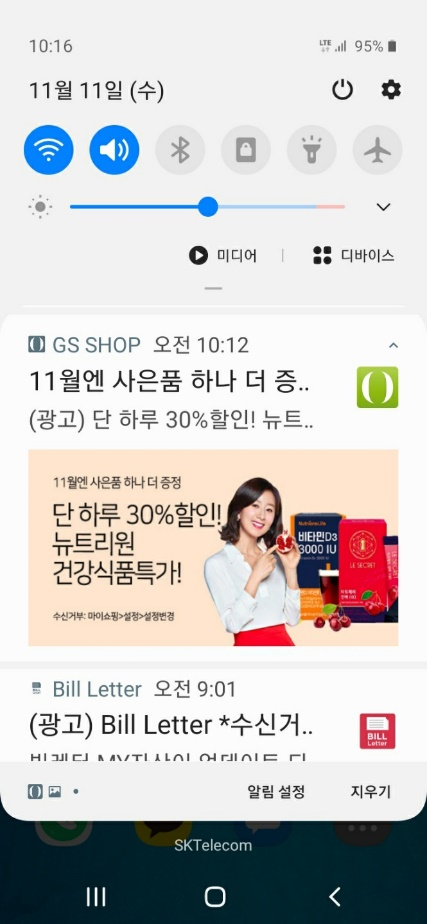 10:16 LTE 95%
11월 11일 (수)
미디어 | 디바이스
GS SHOP 오전 10:12
11월엔 사은품 하나 더 증..
(광고) 단 하루 30%할인! 뉴트..
11월엔 사은품 하나 더 증정
단 하루 30%할인!
뉴트리원
건강식품특가!
수신거부: 마이쇼핑>설정>설정변경
비타민D3
3000 IU
LE SECRET
Bill Letter 오전 9:01
(광고) Bill Letter *수신거..
BILL
Letter
알림 설정 지우기
SKTelecom